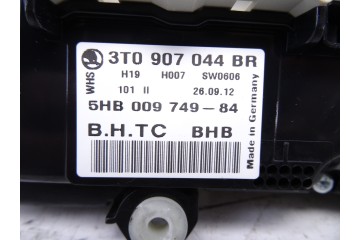 WHS 3T0 907 044 BR
H19 H007 SW0606
101 II 26.09.12
5HB 009 749-84
B.H.TC BHB
Made in Germany